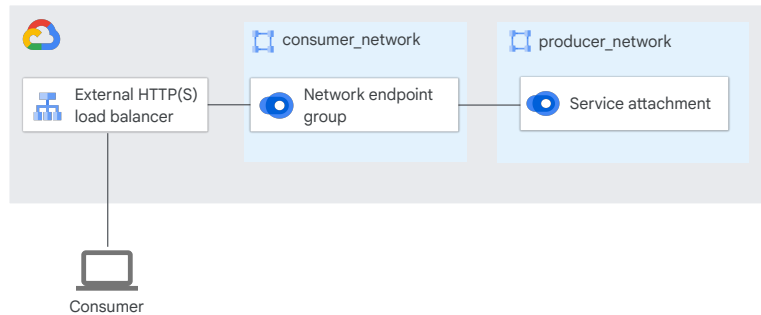 consumer_network
producer_network
External HTTP(S)
load balancer
Network endpoint
group
Service attachment
Consumer